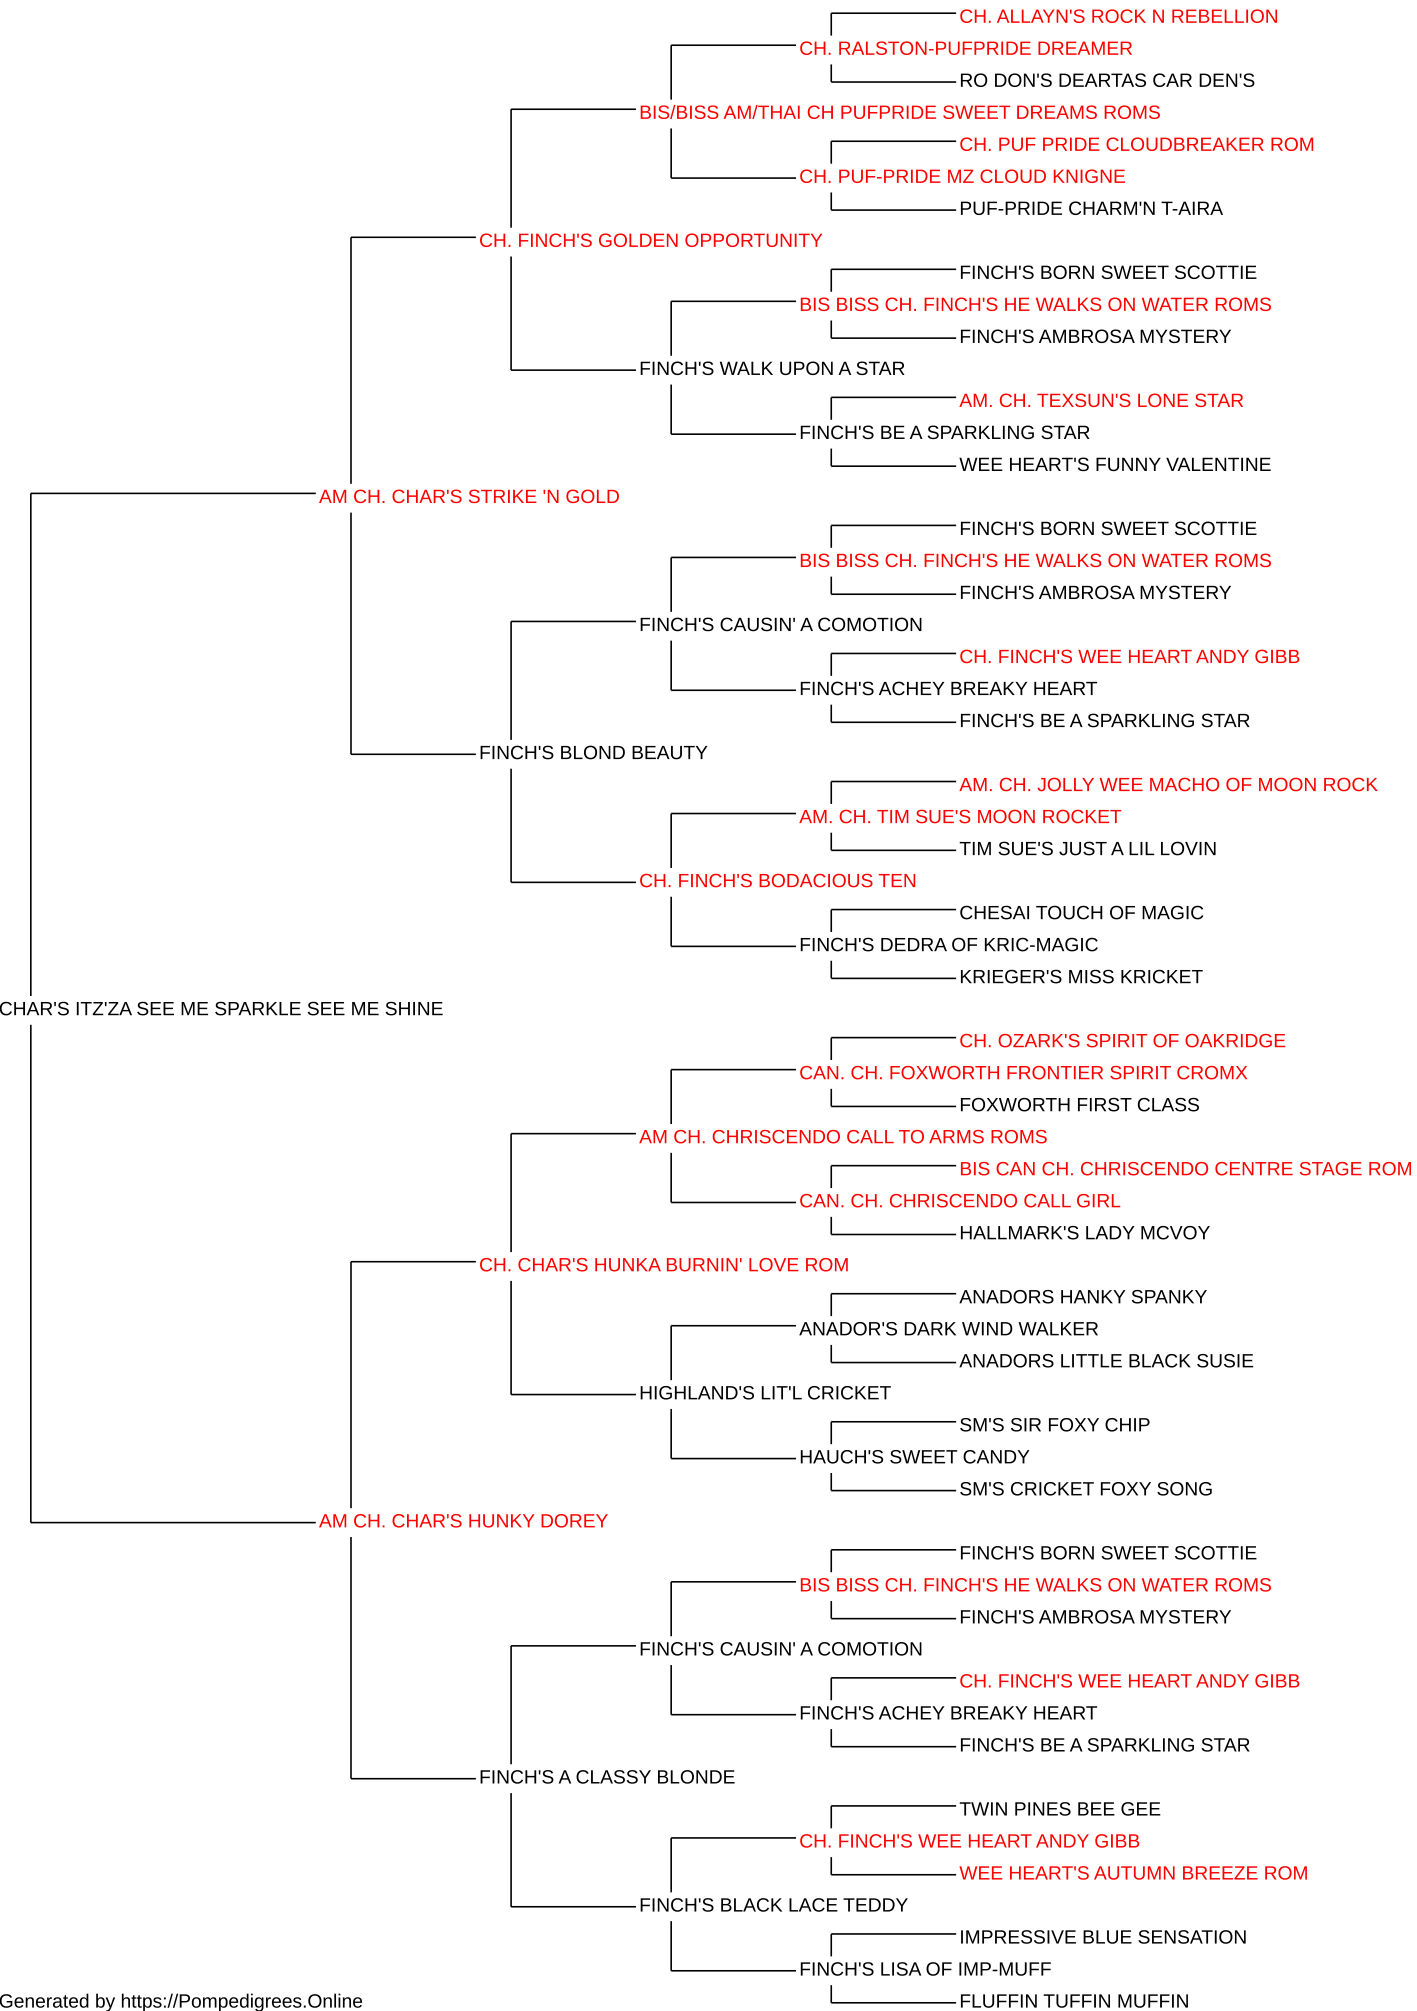 CH. ALLAYN'S ROCK N REBELLION
CH. RALSTON-PUFPRIDE DREAMER
RO DON'S DEARTAS CAR DEN'S
BIS/BISS AM/THAI CH PUFPRIDE SWEET DREAMS ROMS
CH. PUF PRIDE CLOUDBREAKER ROM
CH. PUF-PRIDE MZ CLOUD KNIGNE
PUF-PRIDE CHARM'N T-AIRA
CH. FINCH'S GOLDEN OPPORTUNITY
FINCH'S BORN SWEET SCOTTIE
BIS BISS CH. FINCH'S HE WALKS ON WATER ROMS
FINCH'S AMBROSA MYSTERY
FINCH'S WALK UPON A STAR
AM. CH. TEXSUN'S LONE STAR
FINCH'S BE A SPARKLING STAR
WEE HEART'S FUNNY VALENTINE
AM CH. CHAR'S STRIKE 'N GOLD
FINCH'S BORN SWEET SCOTTIE
BIS BISS CH. FINCH'S HE WALKS ON WATER ROMS
FINCH'S AMBROSA MYSTERY
FINCH'S CAUSIN' A COMOTION
CH. FINCH'S WEE HEART ANDY GIBB
FINCH'S ACHEY BREAKY HEART
FINCH'S BE A SPARKLING STAR
FINCH'S BLOND BEAUTY
AM. CH. JOLLY WEE MACHO OF MOON ROCK
AM. CH. TIM SUE'S MOON ROCKET
TIM SUE'S JUST A LIL LOVIN
CH. FINCH'S BODACIOUS TEN
CHESAI TOUCH OF MAGIC
FINCH'S DEDRA OF KRIC-MAGIC
KRIEGER'S MISS KRICKET
CHAR'S ITZ'ZA SEE ME SPARKLE SEE ME SHINE
CH. OZARK'S SPIRIT OF OAKRIDGE
CAN. CH. FOXWORTH FRONTIER SPIRIT CROMX
FOXWORTH FIRST CLASS
AM CH. CHRISCENDO CALL TO ARMS ROMS
BIS CAN CH. CHRISCENDO CENTRE STAGE ROM
CAN. CH. CHRISCENDO CALL GIRL
HALLMARK'S LADY MCVOY
CH. CHAR'S HUNKA BURNIN' LOVE ROM
ANADORS HANKY SPANKY
ANADOR'S DARK WIND WALKER
ANADORS LITTLE BLACK SUSIE
HIGHLAND'S LIT'L CRICKET
SM'S SIR FOXY CHIP
HAUCH'S SWEET CANDY
SM'S CRICKET FOXY SONG
AM CH. CHAR'S HUNKY DOREY
FINCH'S BORN SWEET SCOTTIE
BIS BISS CH. FINCH'S HE WALKS ON WATER ROMS
FINCH'S AMBROSA MYSTERY
FINCH'S CAUSIN' A COMOTION
CH. FINCH'S WEE HEART ANDY GIBB
FINCH'S ACHEY BREAKY HEART
FINCH'S BE A SPARKLING STAR
FINCH'S A CLASSY BLONDE
TWIN PINES BEE GEE
CH. FINCH'S WEE HEART ANDY GIBB
WEE HEART'S AUTUMN BREEZE ROM
FINCH'S BLACK LACE TEDDY
IMPRESSIVE BLUE SENSATION
FINCH'S LISA OF IMP-MUFF
FLUFFIN TUFFIN MUFFIN
Generated by https://Pompedigrees.Online